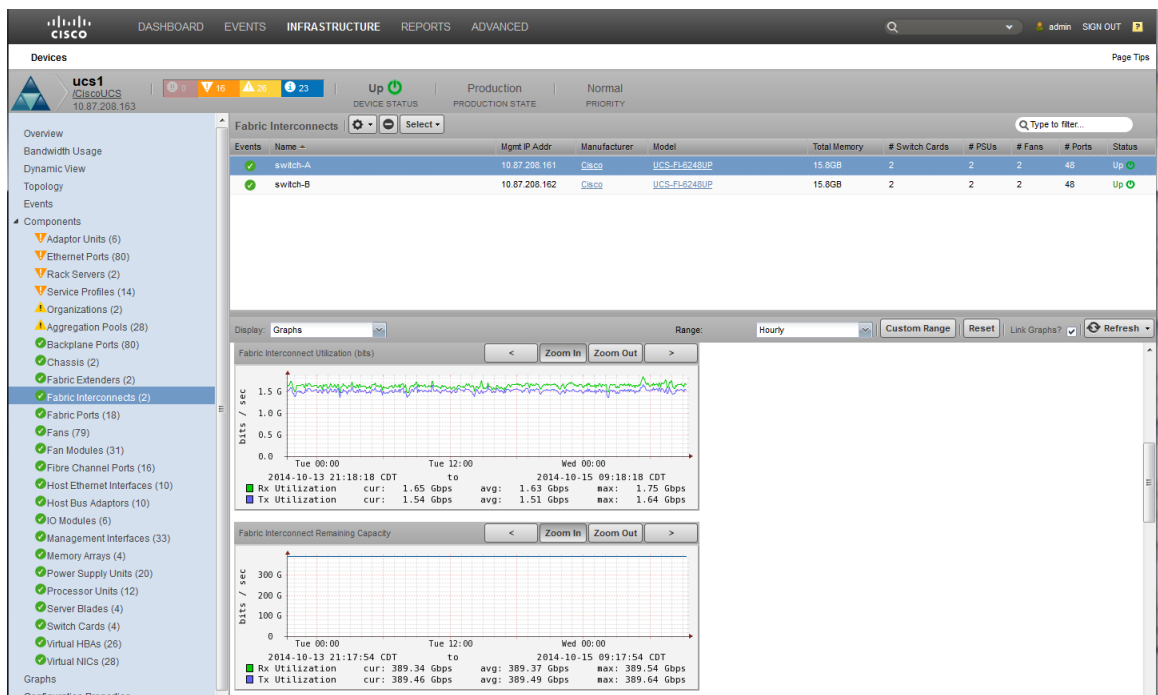 CISCO DASHBOARD EVENTS INFRASTRUCTURE REPORTS ADVANCED admin SIGN OUT ?
Devices Page Tips
ucs1
/CiscoUCS
10.87.208.163
0 16 26 23
Up
DEVICE STATUS
Production
PRODUCTION STATE
Normal
PRIORITY
Overview
Bandwidth Usage
Dynamic View
Topology
Events
Components
Adaptor Units (6)
Ethernet Ports (80)
Rack Servers (2)
Service Profiles (14)
Organizations (2)
Aggregation Pools (28)
Backplane Ports (80)
Chassis (2)
Fabric Extenders (2)
Fabric Interconnects (2)
Fabric Ports (18)
Fans (79)
Fan Modules (31)
Fibre Channel Ports (16)
Host Ethernet Interfaces (10)
Host Bus Adaptors (10)
IO Modules (6)
Management Interfaces (33)
Memory Arrays (4)
Power Supply Units (20)
Processor Units (12)
Server Blades (4)
Switch Cards (4)
Virtual HBAs (26)
Virtual NICs (28)
Graphs
Fabric Interconnects Select Type to filter...
Events Name Mgmt IP Addr Manufacturer Model Total Memory # Switch Cards # PSUs # Fans # Ports Status
switch-A 10.87.208.161 Cisco UCS-FI-6248UP 15.8GB 2 2 2 48 Up
switch-B 10.87.208.162 Cisco UCS-FI-6248UP 15.8GB 2 2 2 48 Up
Display: Graphs Range: Hourly Custom Range Reset Link Graphs? Refresh
Fabric Interconnect Utilization (bits) < Zoom In Zoom Out >
bits / sec
1.5 G
1.0 G
0.5 G
0.0
Tue 00:00 Tue 12:00 Wed 00:00
2014-10-13 21:18:18 CDT to 2014-10-15 09:18:18 CDT
Rx Utilization cur: 1.65 Gbps avg: 1.63 Gbps max: 1.75 Gbps
Tx Utilization cur: 1.54 Gbps avg: 1.51 Gbps max: 1.64 Gbps
Fabric Interconnect Remaining Capacity < Zoom In Zoom Out >
bits / sec
300 G
200 G
100 G
0
Tue 00:00 Tue 12:00 Wed 00:00
2014-10-13 21:17:54 CDT to 2014-10-15 09:17:54 CDT
Rx Utilization cur: 389.34 Gbps avg: 389.37 Gbps max: 389.54 Gbps
Tx Utilization cur: 389.46 Gbps avg: 389.49 Gbps max: 389.64 Gbps